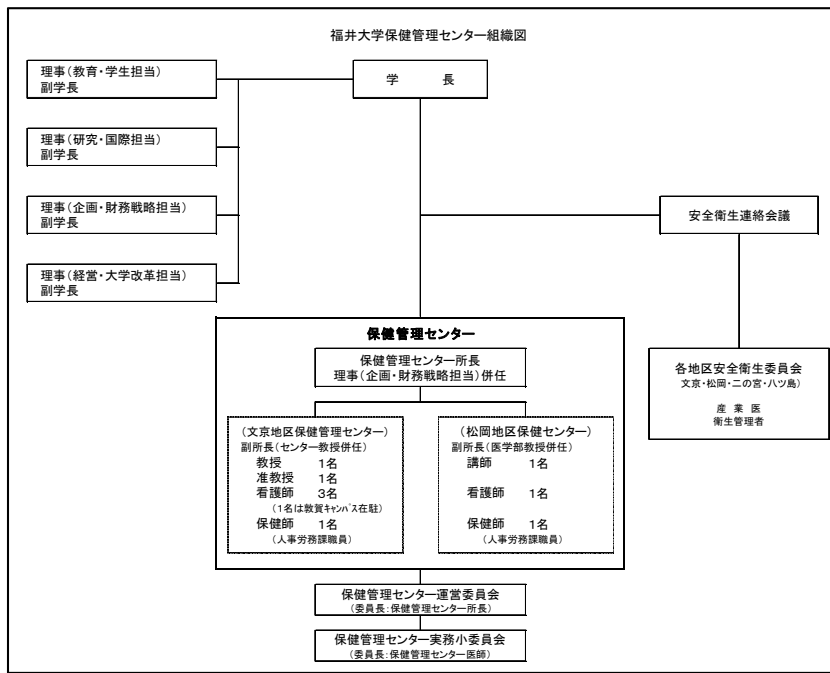 福井大学保健管理センター組織図
学　　　長
理事(教育・学生担当)
副学長
理事(研究・国際担当)
副学長
理事(企画・財務戦略担当)
副学長
理事(経営・大学改革担当)
副学長
安全衛生連絡会議
各地区安全衛生委員会
文京・松岡・二の宮・八ツ島)
産　業　医
衛生管理者
保健管理センター
保健管理センター所長
理事(企画・財務戦略担当)併任
(文京地区保健管理センター)
副所長(センター教授併任)
教授　　1名
准教授　1名
看護師　3名
(1名は敦賀キャンパス在駐)
保健師　1名
(人事労務課職員)
(松岡地区保健センター)
副所長(医学部教授併任)
講師　　1名
看護師　1名
保健師　1名
(人事労務課職員)
保健管理センター運営委員会
(委員長:保健管理センター所長)
保健管理センター実務小委員会
(委員長:保健管理センター医師)